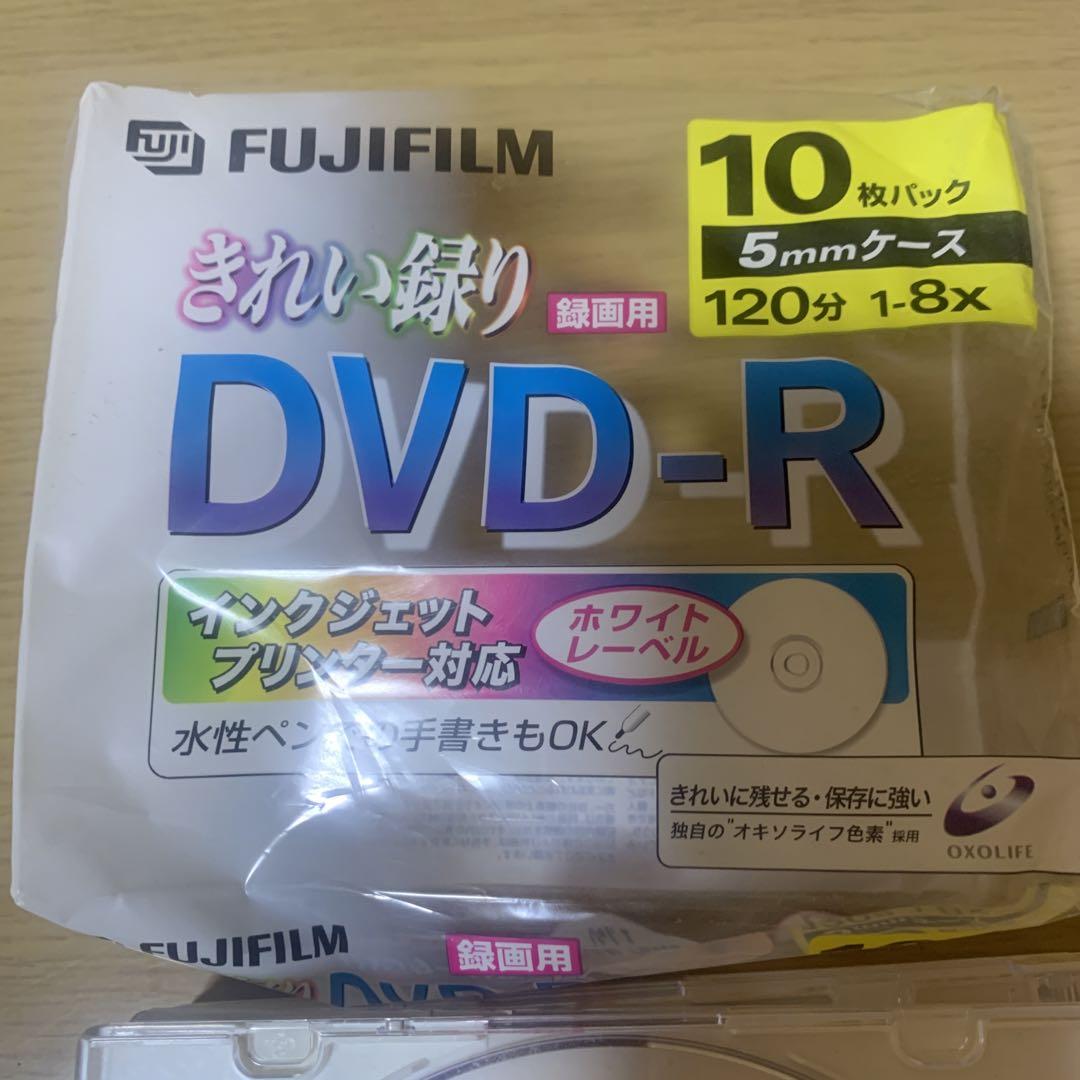 FUJI FUJIFILM
10枚パック
5mmケース
120分 1-8x
きれい録り 録画用
DVD-R
インクジェット
プリンター対応
ホワイト
レーベル
水性ペンでの手書きもOK
きれいに残せる・保存に強い
独自の"オキソライフ色素"採用
OXOLIFE
FUJIFILM 録画用